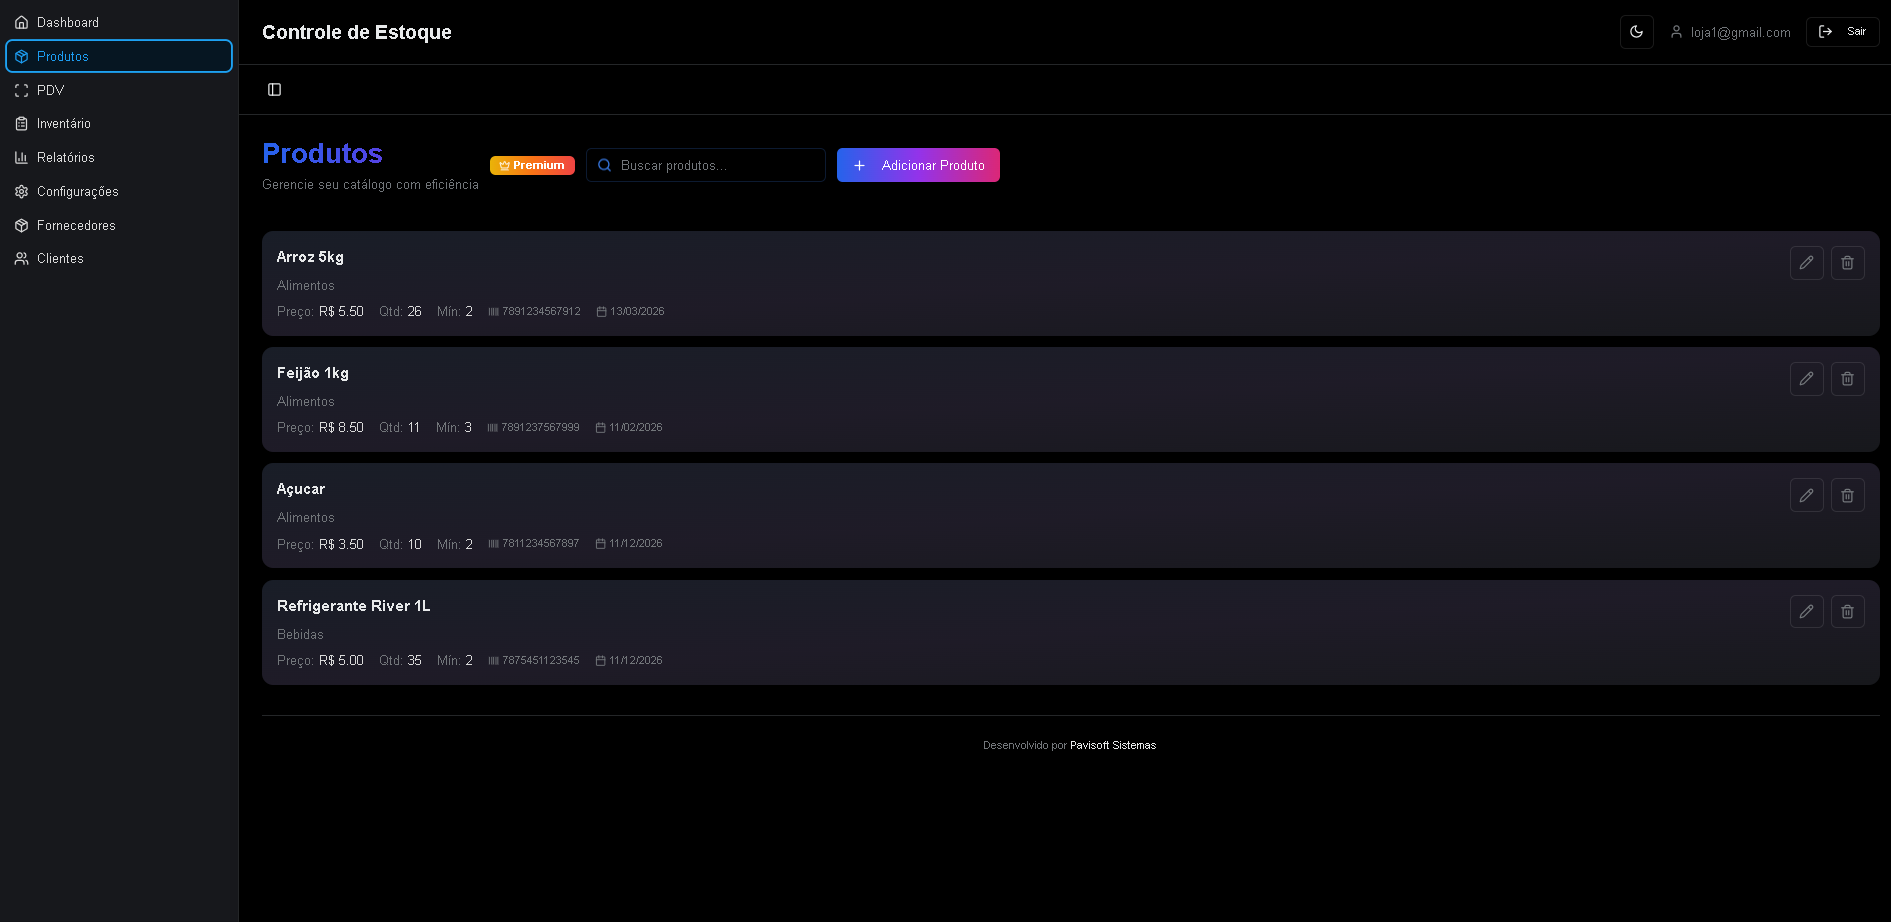 Dashboard
Produtos
PDV
Inventário
Relatórios
Configurações
Fornecedores
Clientes
Controle de Estoque
loja1@gmail.com
Sair
Produtos
Gerencie seu catálogo com eficiência
Premium
Buscar produtos...
Adicionar Produto
Arroz 5kg
Alimentos
Preço: R$ 5.50 Qtd: 26 Mín: 2 7891234567912 13/03/2026
Feijão 1kg
Alimentos
Preço: R$ 8.50 Qtd: 11 Mín: 3 7891237567999 11/02/2026
Açucar
Alimentos
Preço: R$ 3.50 Qtd: 10 Mín: 2 7811234567897 11/12/2026
Refrigerante River 1L
Bebidas
Preço: R$ 5.00 Qtd: 35 Mín: 2 7875451123545 11/12/2026
Desenvolvido por Pavisoft Sistemas